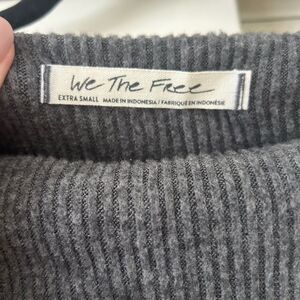 We The Free
EXTRA SMALL MADE IN INDONESIA / FABRIQUÉ EN INDONÉSIE